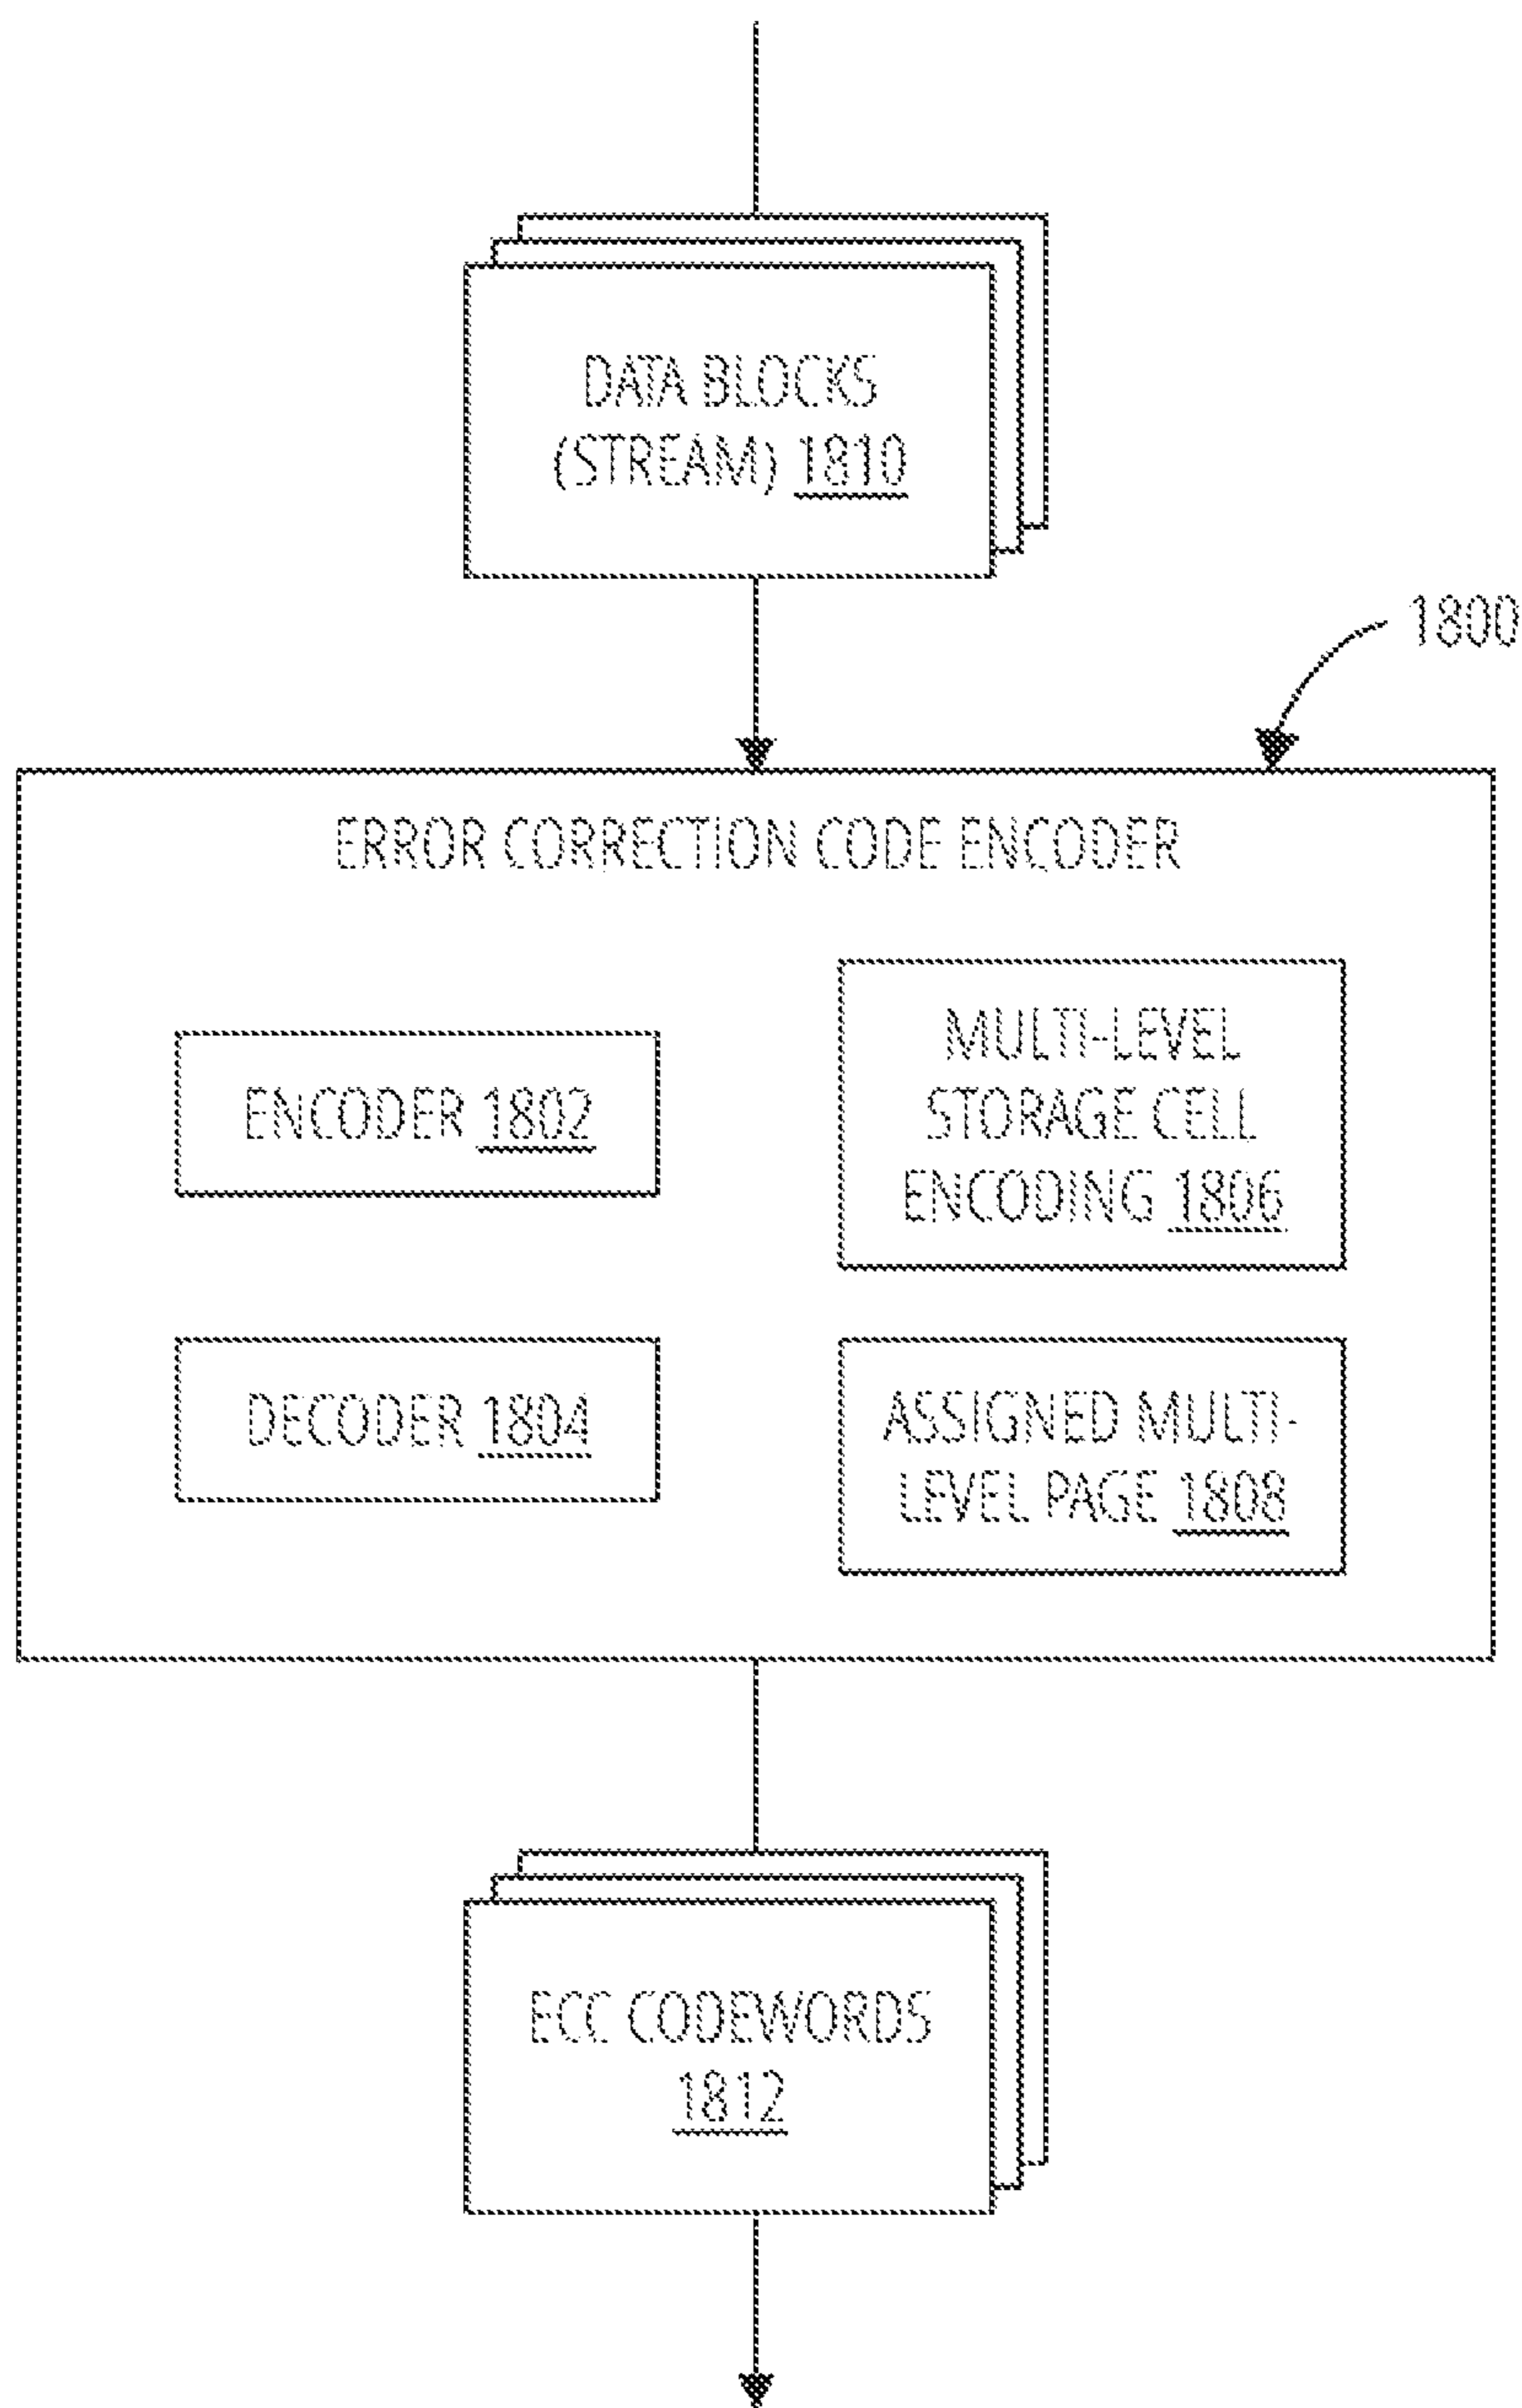 DATA BLOCKS
(STREAM) 1810
1800
ERROR CORRECTION CODE ENCODER
ENCODER 1802
MULTI-LEVEL
STORAGE CELL
ENCODING 1806
DECODER 1804
ASSIGNED MULTI-
LEVEL PAGE 1808
ECC CODEWORDS
1812